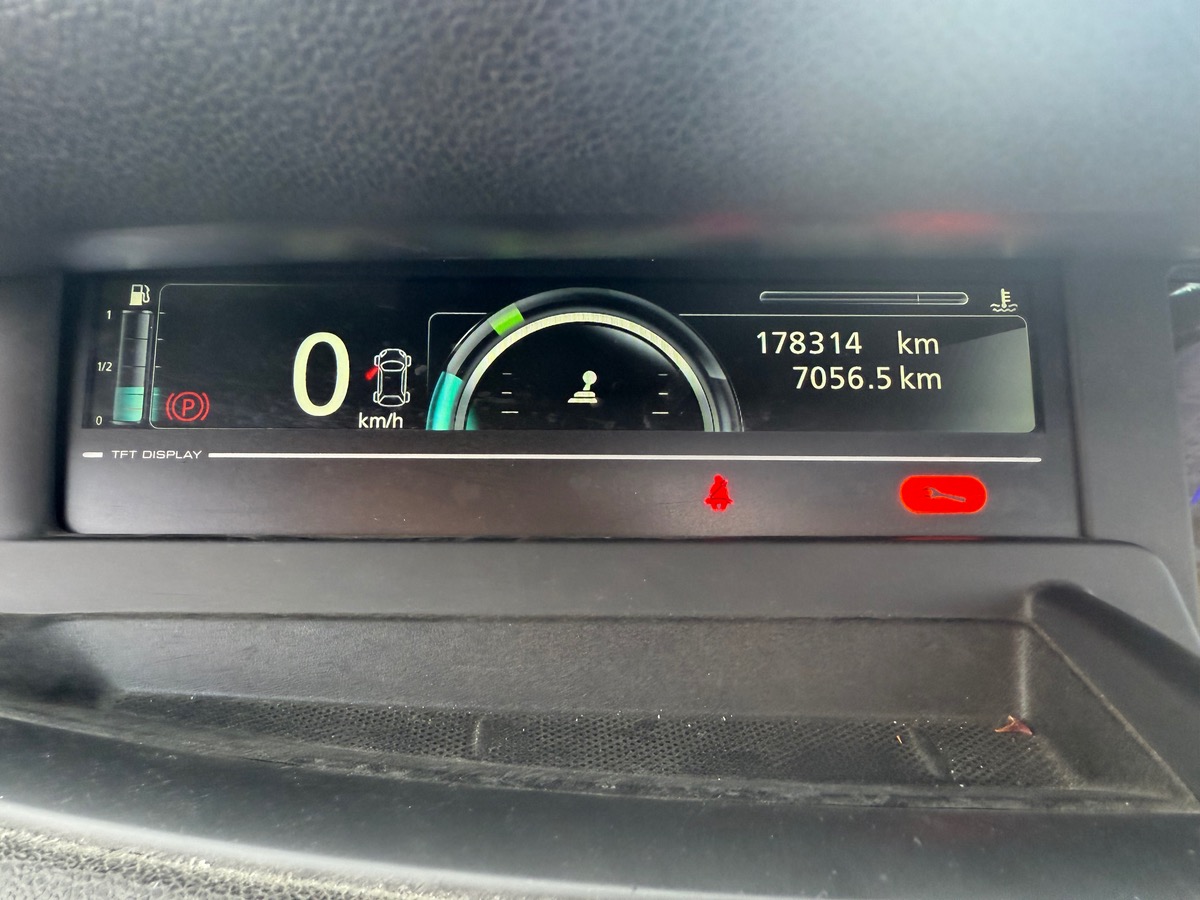 1
1/2
0
P
0
km/h
178314 km
7056.5 km
TFT DISPLAY